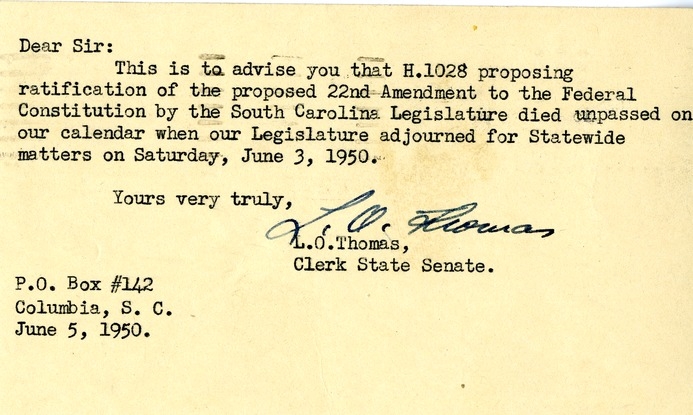 Dear Sir:
This is to advise you that H.1028 proposing
ratification of the proposed 22nd Amendment to the Federal
Constitution by the South Carolina Legislature died unpassed on
our calendar when our Legislature adjourned for Statewide
matters on Saturday, June 3, 1950.
Yours very truly,
L. O. Thomas
L.O.Thomas,
Clerk State Senate.
P.O. Box #142
Columbia, S. C.
June 5, 1950.